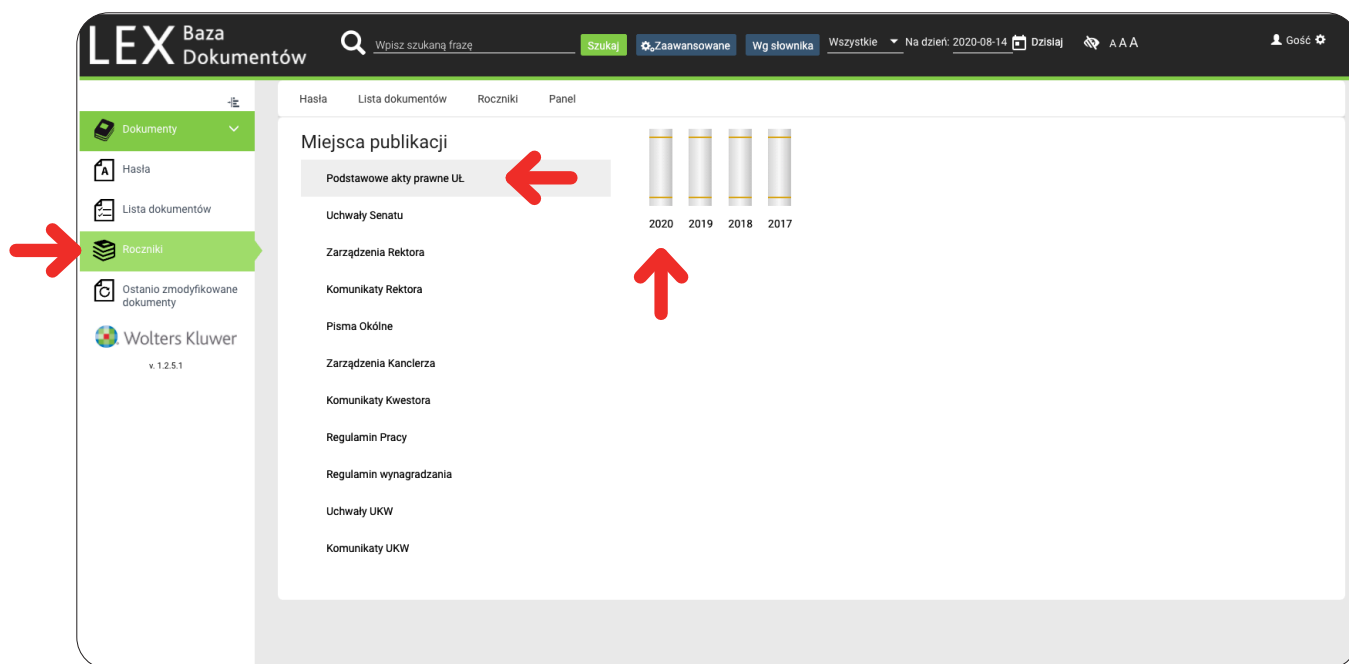 LEX Baza
Dokumentów
Wpisz szukaną frazę
Szukaj
Zaawansowane
Wg słownika
Wszystkie
Na dzień: 2020-08-14
Dzisiaj
A A A
Gość
Dokumenty
Hasła
Lista dokumentów
Roczniki
Ostanio zmodyfikowane
dokumenty
Wolters Kluwer
v. 1.2.5.1
Hasła Lista dokumentów Roczniki Panel
Miejsca publikacji
Podstawowe akty prawne UŁ
Uchwały Senatu
Zarządzenia Rektora
Komunikaty Rektora
Pisma Okólne
Zarządzenia Kanclerza
Komunikaty Kwestora
Regulamin Pracy
Regulamin wynagradzania
Uchwały UKW
Komunikaty UKW
2020 2019 2018 2017